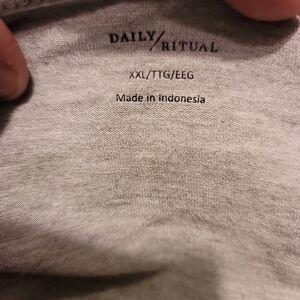 DAILY/RITUAL
XXL/TTG/EEG
Made in Indonesia